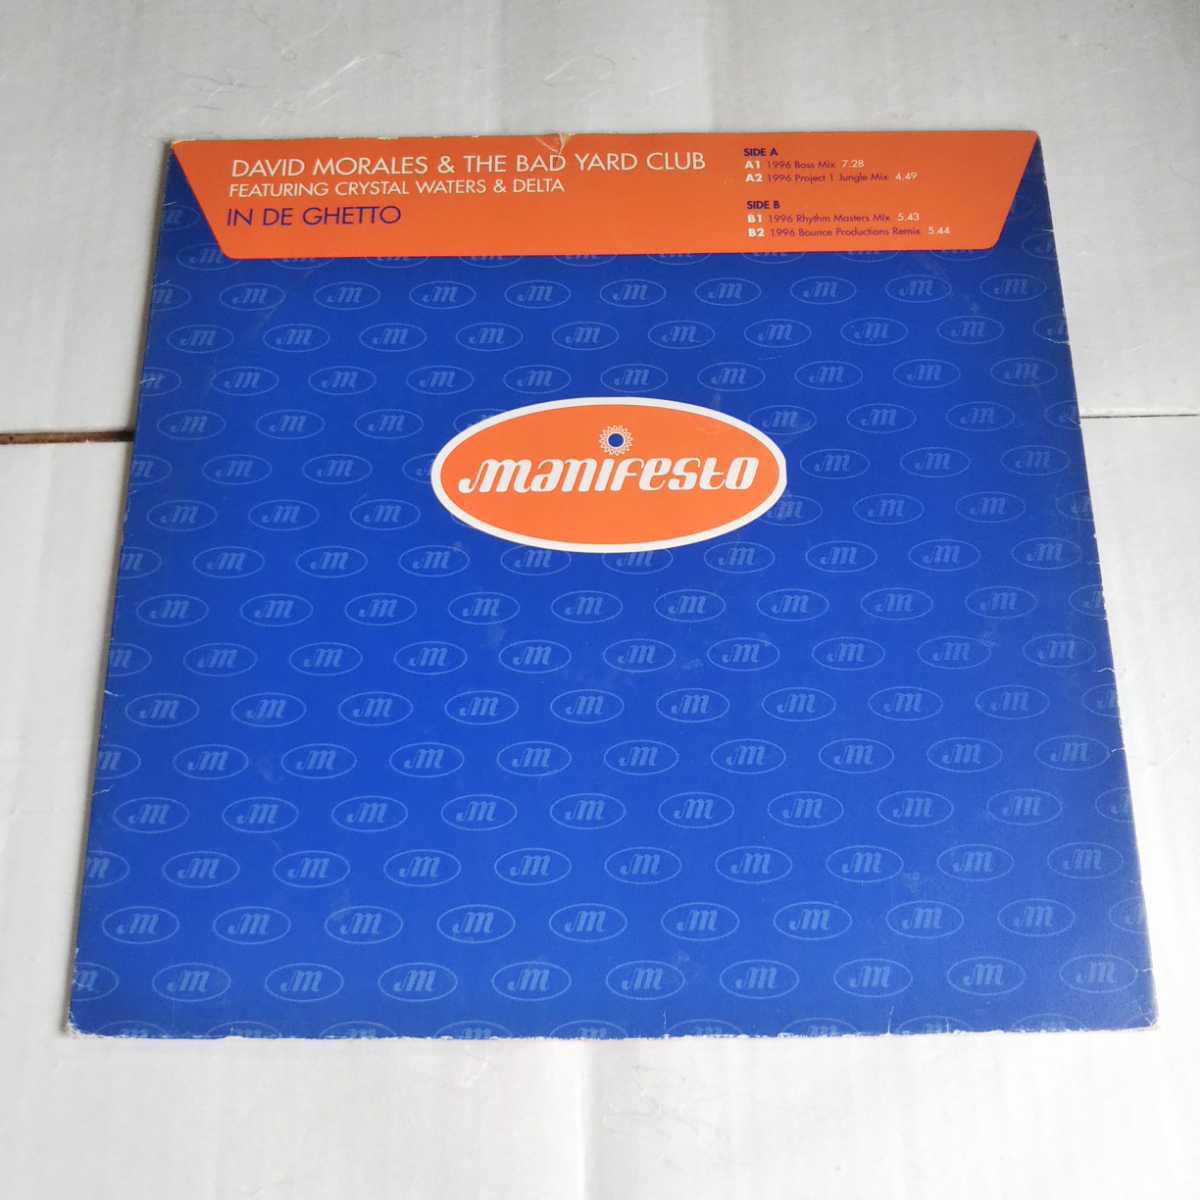 DAVID MORALES & THE BAD YARD CLUB
FEATURING CRYSTAL WATERS & DELTA
IN DE GHETTO
SIDE A
A1 1996 Boss Mix 7:28
A2 1996 Project 1 Jungle Mix 4.49
SIDE B
B1 1996 Rhythm Masters Mix 5.43
B2 1996 Bounce Productions Remix 5:44
manifesto